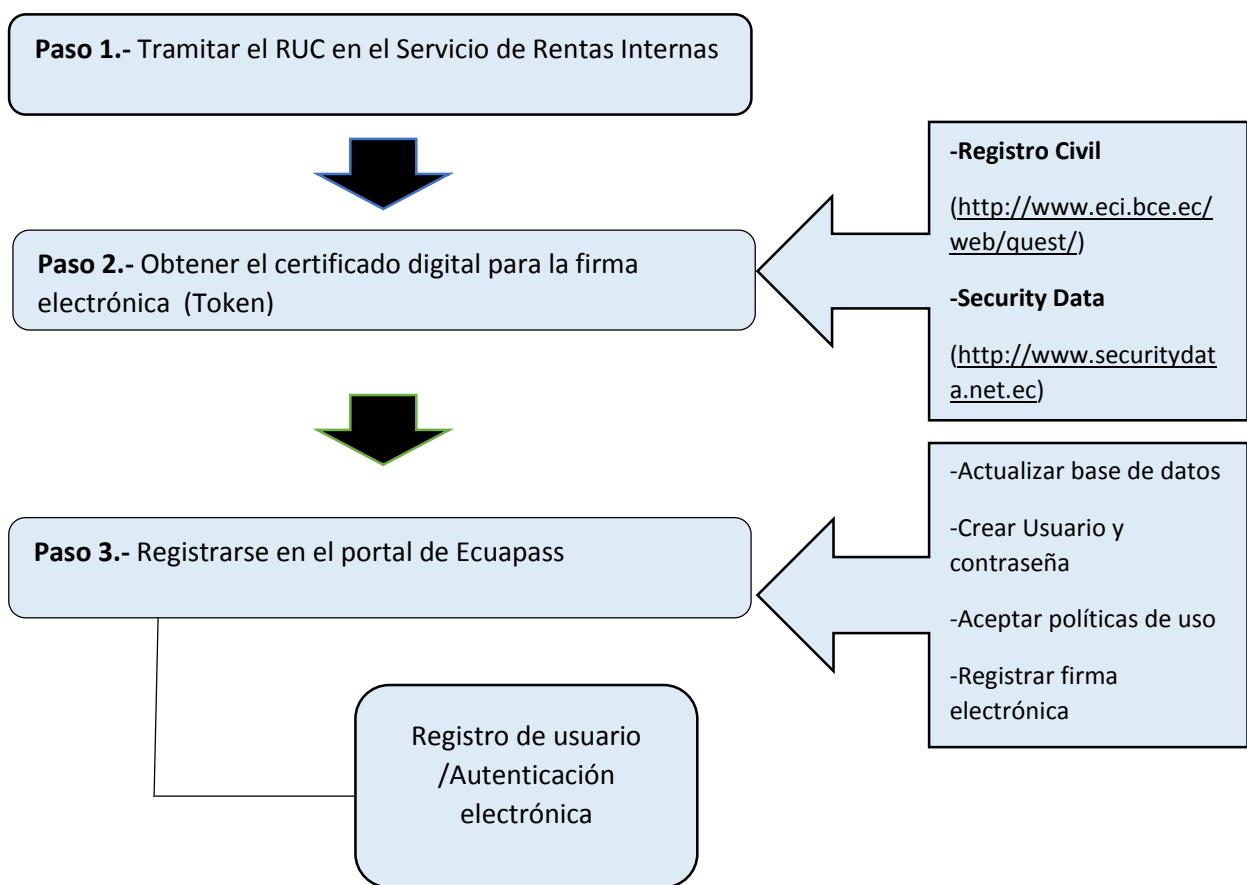 Paso 1.- Tramitar el RUC en el Servicio de Rentas Internas
Paso 2.- Obtener el certificado digital para la firma
electrónica (Token)
-Registro Civil
(http://www.eci.bce.ec/
web/quest/)
-Security Data
(http://www.securitydat
a.net.ec)
Paso 3.- Registrarse en el portal de Ecuapass
-Actualizar base de datos
-Crear Usuario y
contraseña
-Aceptar políticas de uso
-Registrar firma
electrónica
Registro de usuario
/Autenticación
electrónica